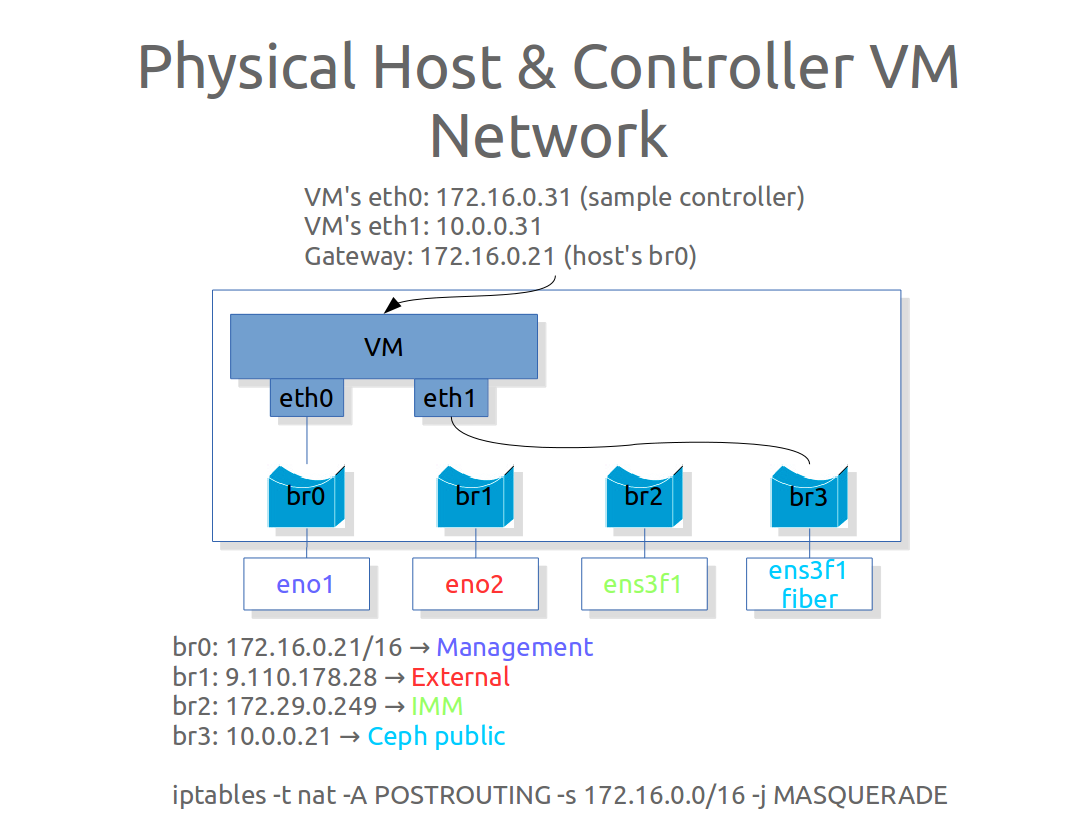 Physical Host & Controller VM
Network
VM's eth0: 172.16.0.31 (sample controller)
VM's eth1: 10.0.0.31
Gateway: 172.16.0.21 (host's br0)
VM
eth0
eth1
br0
br1
br2
br3
eno1
eno2
ens3f1
ens3f1
fiber
br0: 172.16.0.21/16 → Management
br1: 9.110.178.28 → External
br2: 172.29.0.249 → IMM
br3: 10.0.0.21 → Ceph public
iptables -t nat -A POSTROUTING -s 172.16.0.0/16 -j MASQUERADE